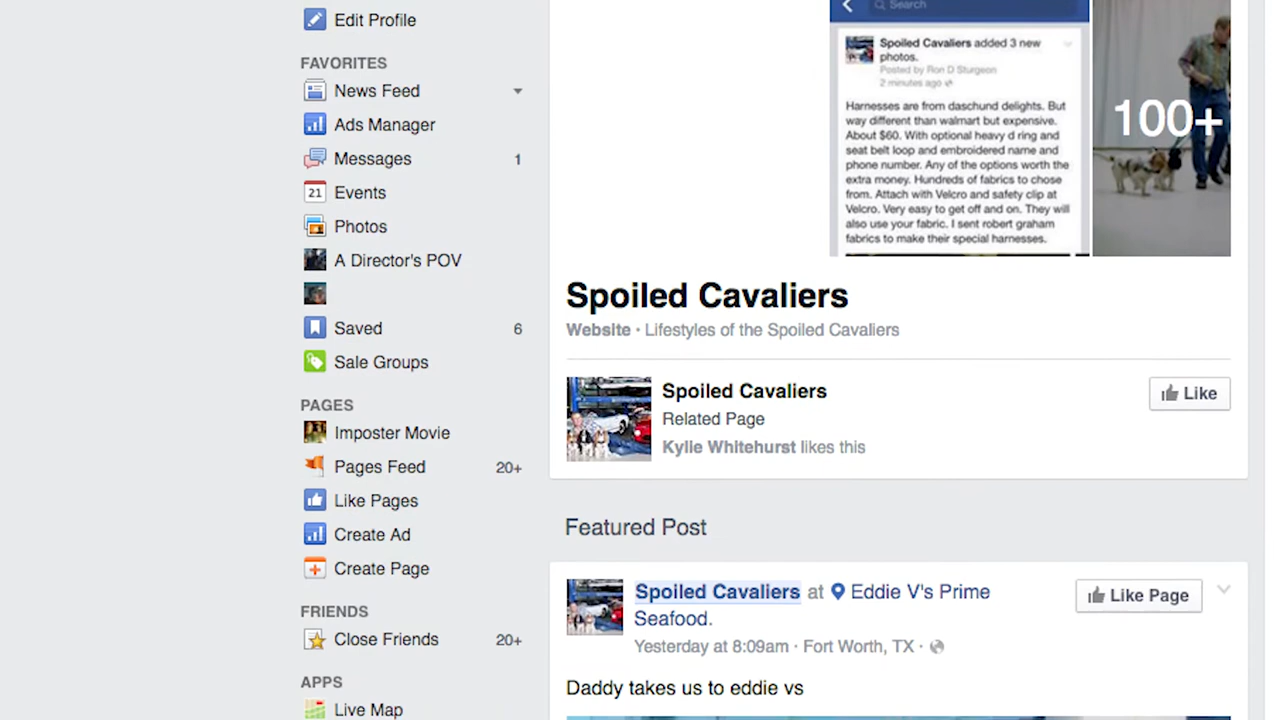 Edit Profile
FAVORITES
News Feed
Ads Manager
Messages 1
21 Events
Photos
A Director's POV
Saved 6
Sale Groups
PAGES
Imposter Movie
Pages Feed 20+
Like Pages
Create Ad
Create Page
FRIENDS
Close Friends 20+
APPS
Live Map
Search
Spoiled Cavaliers added 3 new
photos.
Posted by Ron D Sturgeon
2 minutes ago
Harnesses are from daschund delights. But
way different than walmart but expensive.
About $60. With optional heavy d ring and
seat belt loop and embroidered name and
phone number. Any of the options worth the
extra money. Hundreds of fabrics to chose
from. Attach with Velcro and safety clip at
Velcro. Very easy to get off and on. They will
also use your fabric. I sent robert graham
fabrics to make their special harnesses.
100+
Spoiled Cavaliers
Website · Lifestyles of the Spoiled Cavaliers
Spoiled Cavaliers
Related Page
Kylie Whitehurst likes this
Like
Featured Post
Spoiled Cavaliers at Eddie V's Prime
Seafood.
Yesterday at 8:09am · Fort Worth, TX ·
Like Page
Daddy takes us to eddie vs